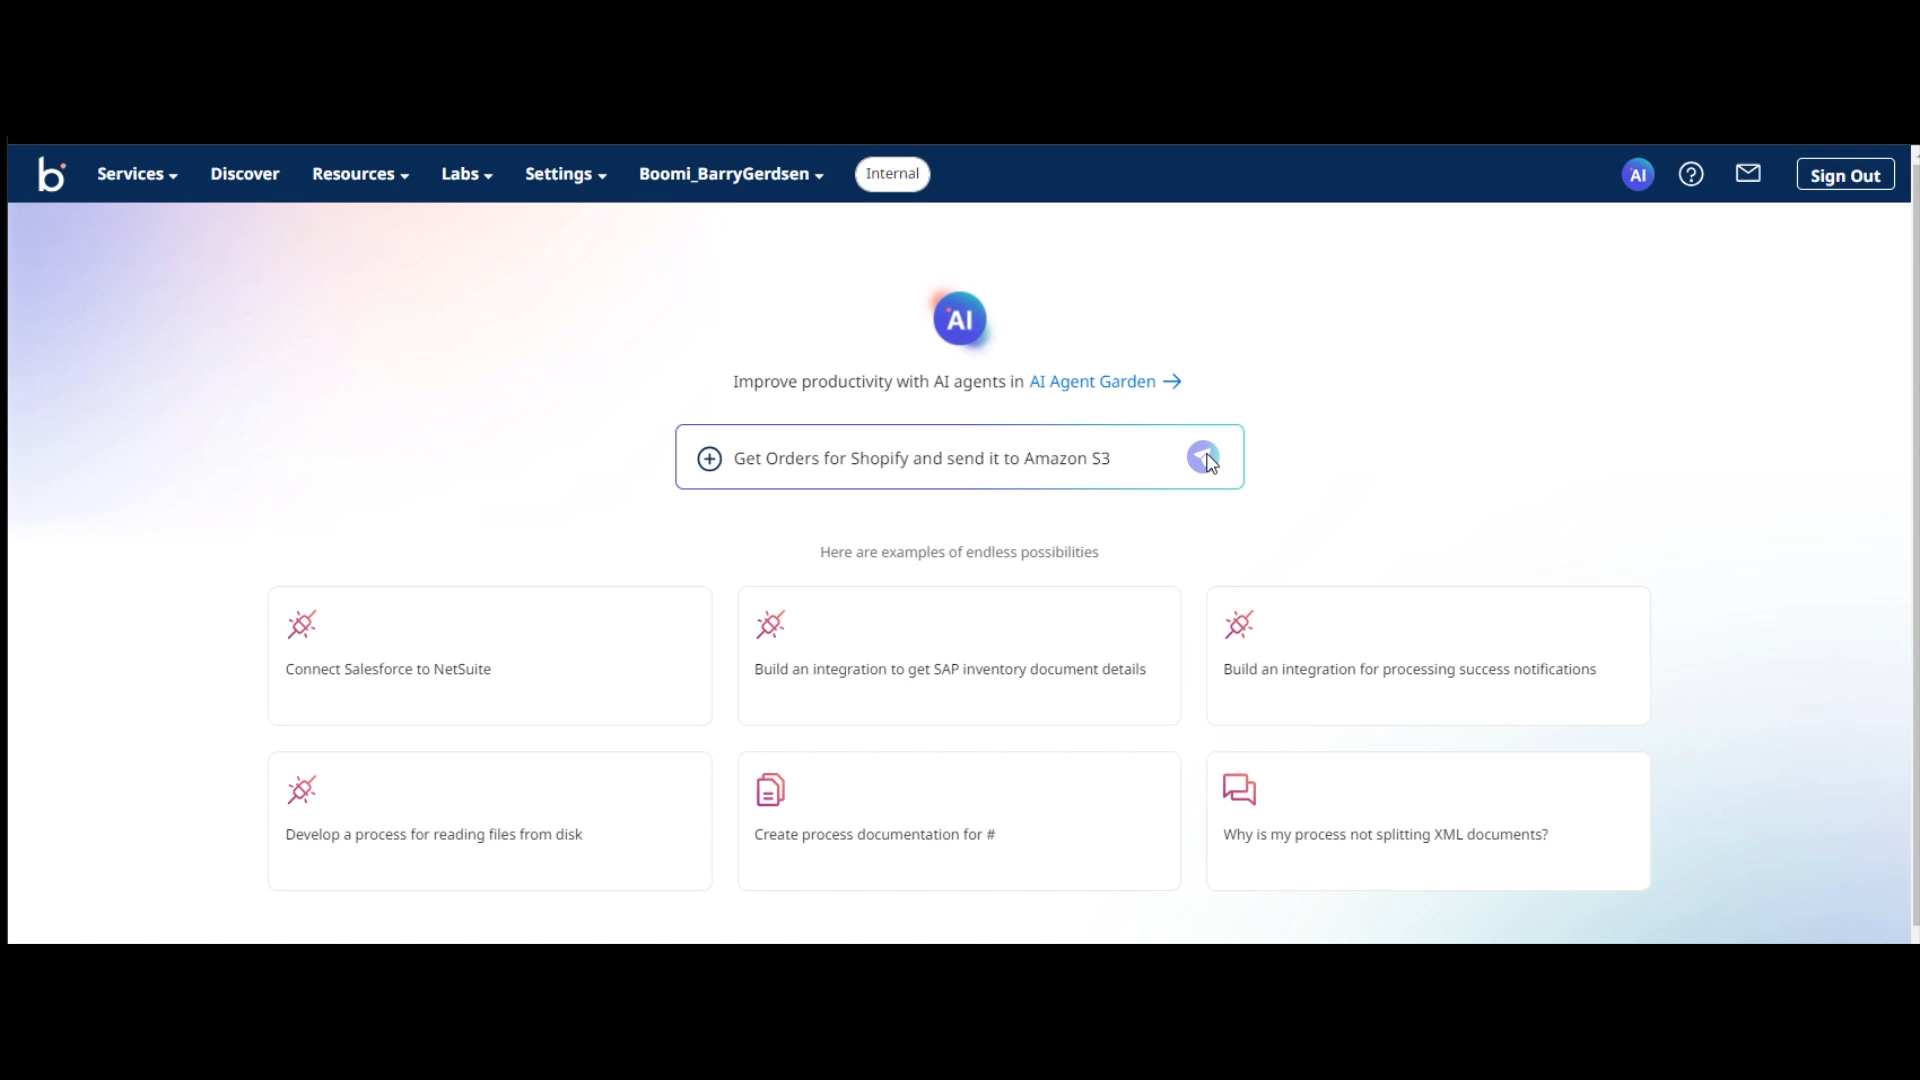 b Services Discover Resources Labs Settings Boomi_BarryGerdsen Internal AI ? Sign Out
AI
Improve productivity with AI agents in AI Agent Garden →
Get Orders for Shopify and send it to Amazon S3
Here are examples of endless possibilities
Connect Salesforce to NetSuite
Build an integration to get SAP inventory document details
Build an integration for processing success notifications
Develop a process for reading files from disk
Create process documentation for #
Why is my process not splitting XML documents?